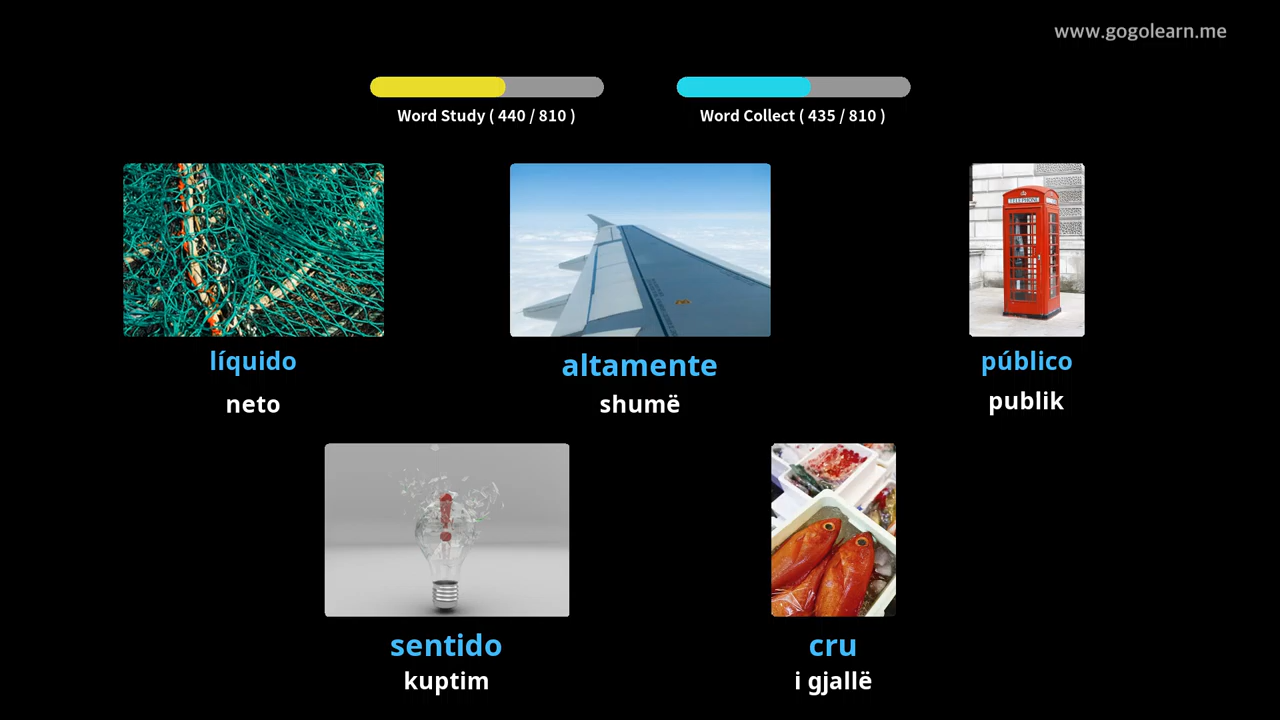 www.gogolearn.me
Word Study ( 440 / 810 )
Word Collect ( 435 / 810 )
TELEPHONE
líquido
altamente
público
neto
shumë
publik
sentido
cru
kuptim
i gjallë